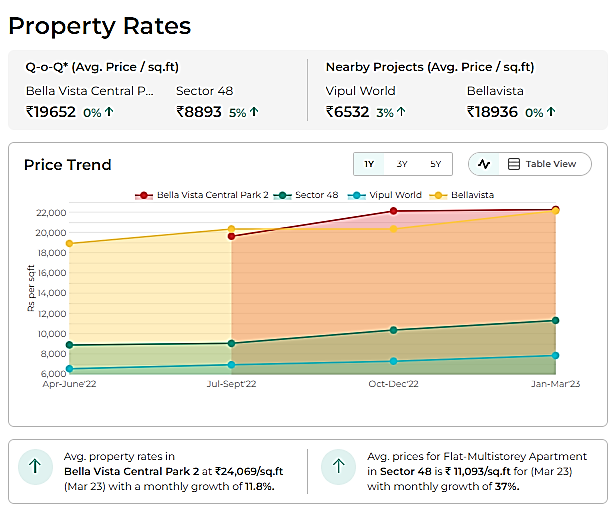 Property Rates
Q-o-Q* (Avg. Price / sq.ft)
Bella Vista Central P...
₹19652 0% ↑
Sector 48
₹8893 5% ↑
Nearby Projects (Avg. Price / sq.ft)
Vipul World
₹6532 3% ↑
Bellavista
₹18936 0% ↑
Price Trend
1Y 3Y 5Y
Table View
Bella Vista Central Park 2 Sector 48 Vipul World Bellavista
Rs per sqft
22,000
20,000
18,000
16,000
14,000
12,000
10,000
8,000
6,000
Apr-June'22 Jul-Sept'22 Oct-Dec'22 Jan-Mar'23
Avg. property rates in
Bella Vista Central Park 2 at ₹24,069/sq.ft
(Mar 23) with a monthly growth of 11.8%.
Avg. prices for Flat-Multistorey Apartment
in Sector 48 is ₹ 11,093/sq.ft for (Mar 23)
with monthly growth of 37%.